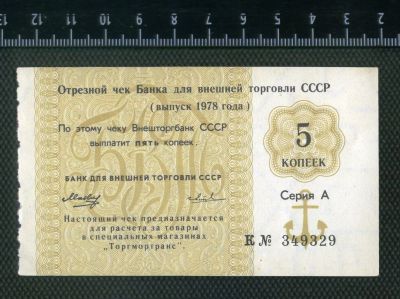 Отрезной чек Банка для внешней торговли СССР
(выпуск 1978 года)
По этому чеку Внешторгбанк СССР
выплатит пять копеек.
БАНК ДЛЯ ВНЕШНЕЙ ТОРГОВЛИ СССР
Настоящий чек предназначается
для расчета за товары
в специальных магазинах
„Торгмортранс".
5
КОПЕЕК
Серия А
К № 349329